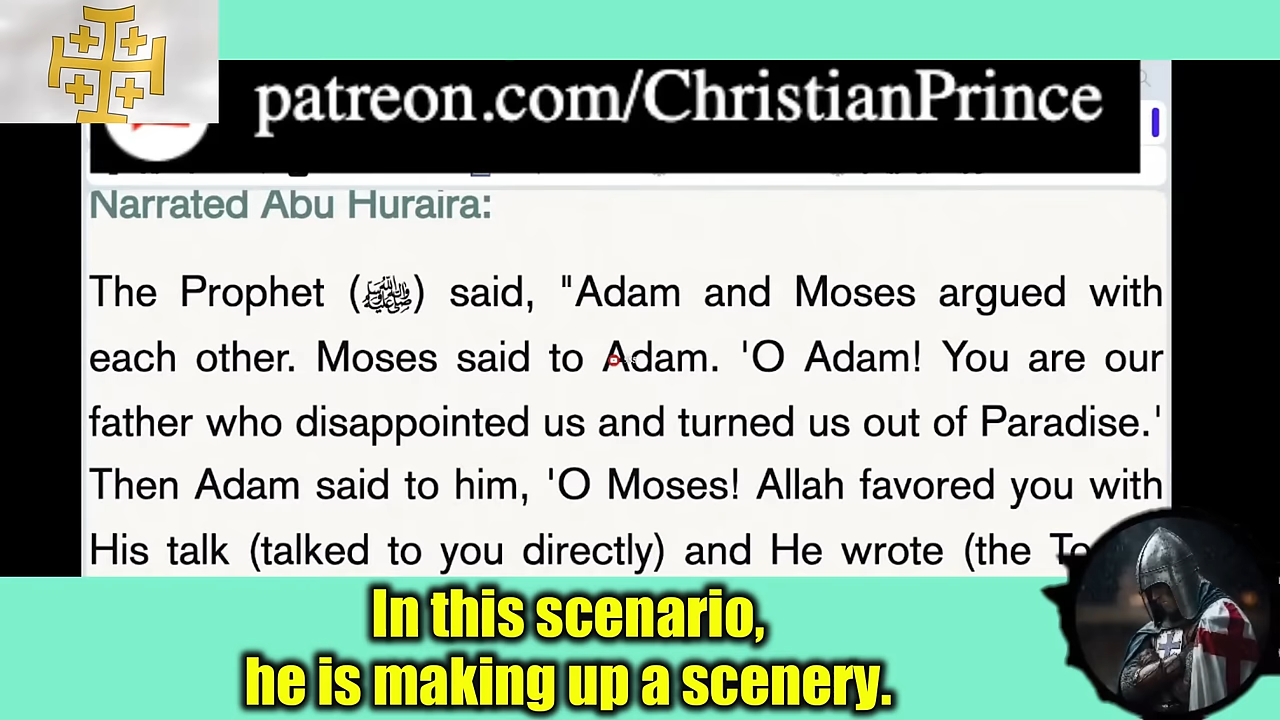 patreon.com/ChristianPrince
Narrated Abu Huraira:
The Prophet (ﷺ) said, "Adam and Moses argued with
each other. Moses said to Adam. 'O Adam! You are our
father who disappointed us and turned us out of Paradise.'
Then Adam said to him, 'O Moses! Allah favored you with
His talk (talked to you directly) and He wrote (the
In this scenario,
he is making up a scenery.